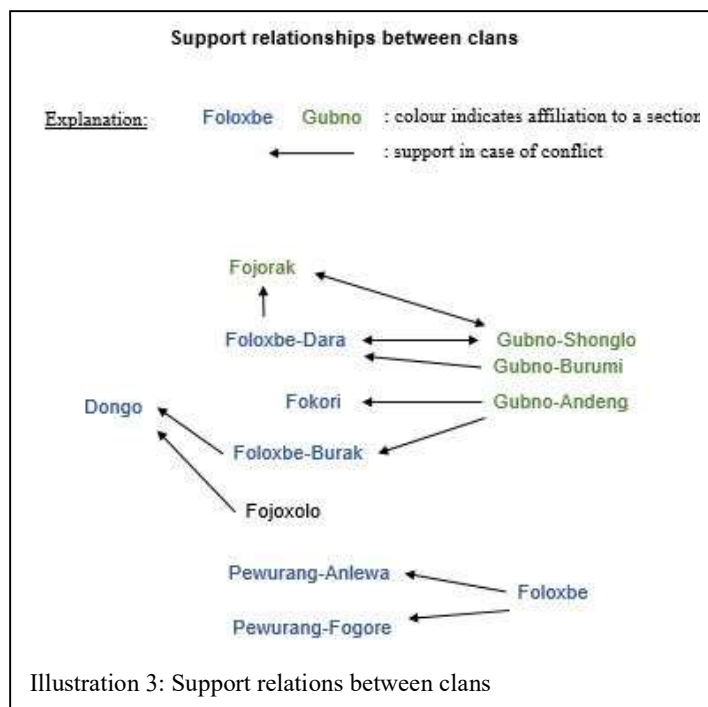 Support relationships between clans
Explanation: Foloxbe Gubno : colour indicates affiliation to a section
: support in case of conflict
Fojorak
Foloxbe-Dara Gubno-Shonglo
Gubno-Burumi
Dongo Fokori Gubno-Andeng
Foloxbe-Burak
Fojoxolo
Pewurang-Anlewa
Foloxbe
Pewurang-Fogore
Illustration 3: Support relations between clans